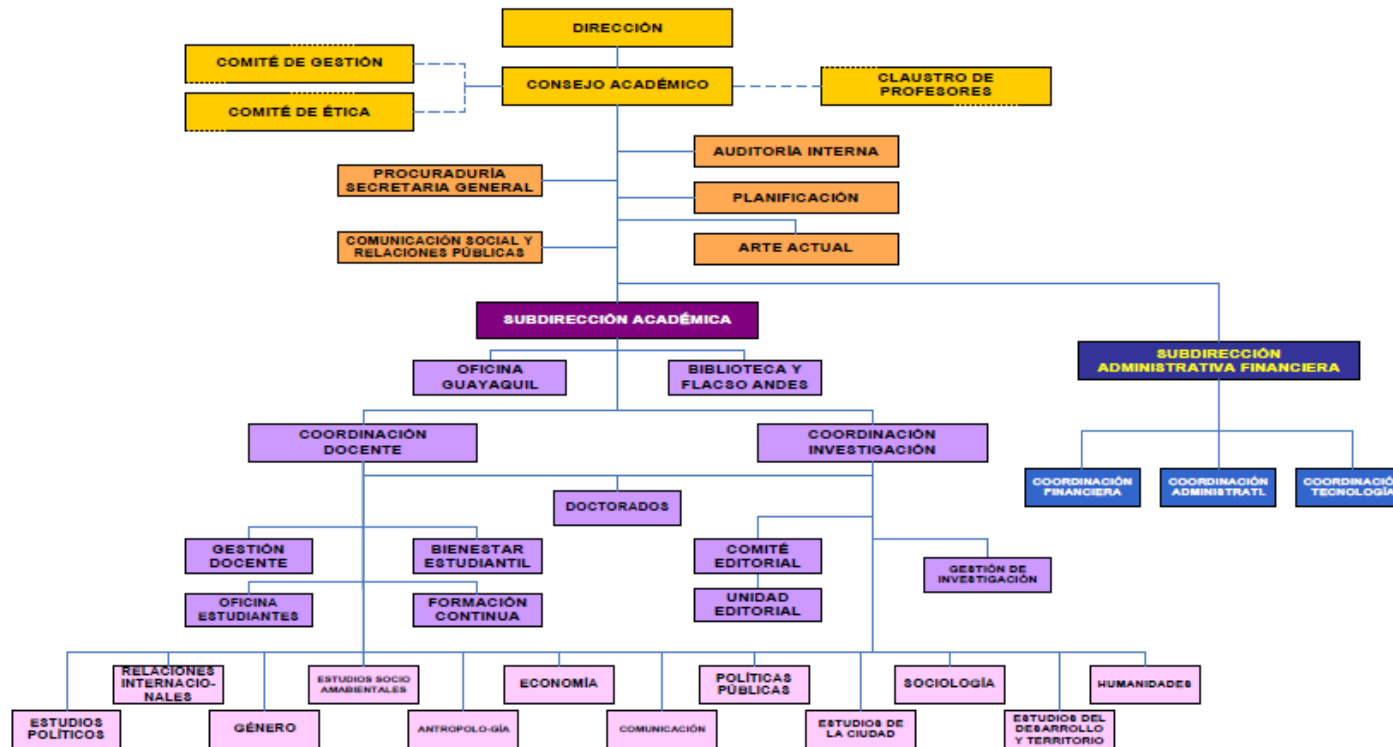 DIRECCIÓN
COMITÉ DE GESTIÓN
CONSEJO ACADÉMICO
CLAUSTRO DE
PROFESORES
COMITÉ DE ÉTICA
AUDITORÍA INTERNA
PROCURADURÍA
SECRETARIA GENERAL
PLANIFICACIÓN
COMUNICACIÓN SOCIAL Y
RELACIONES PÚBLICAS
ARTE ACTUAL
SUBDIRECCIÓN ACADÉMICA
SUBDIRECCIÓN
ADMINISTRATIVA FINANCIERA
OFICINA
GUAYAQUIL
BIBLIOTECA Y
FLACSO ANDES
COORDINACIÓN
DOCENTE
COORDINACIÓN
INVESTIGACIÓN
COORDINACIÓN
FINANCIERA
COORDINACIÓN
ADMINISTRATI.
COORDINACIÓN
TECNOLOGÍA
DOCTORADOS
GESTIÓN
DOCENTE
BIENESTAR
ESTUDIANTIL
COMITÉ
EDITORIAL
GESTIÓN DE
INVESTIGACIÓN
OFICINA
ESTUDIANTES
FORMACIÓN
CONTINUA
UNIDAD
EDITORIAL
RELACIONES
INTERNACIO-
NALES
ESTUDIOS SOCIO
AMABIENTALES
ECONOMÍA
POLÍTICAS
PÚBLICAS
SOCIOLOGÍA
HUMANIDADES
ESTUDIOS
POLÍTICOS
GÉNERO
ANTROPOLO-GÍA
COMUNICACIÓN
ESTUDIOS DE
LA CIUDAD
ESTUDIOS DEL
DESARROLLO
Y TERRITORIO